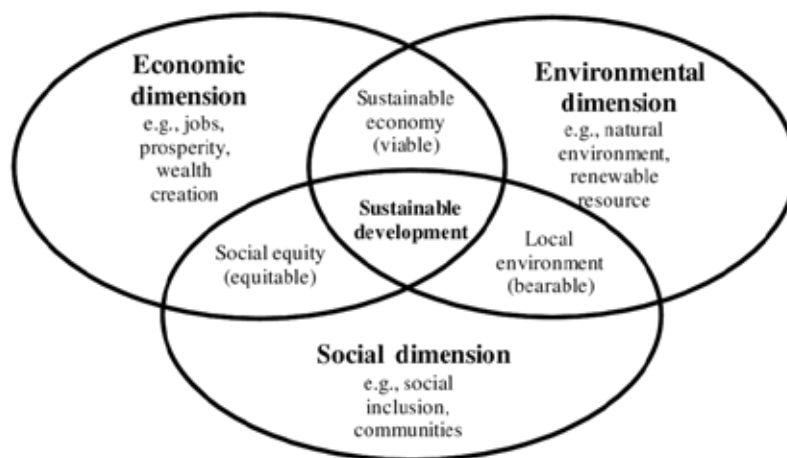 Economic
dimension
e.g., jobs,
prosperity,
wealth
creation
Sustainable
economy
(viable)
Environmental
dimension
e.g., natural
environment,
renewable
resource
Sustainable
development
Social equity
(equitable)
Local
environment
(bearable)
Social dimension
e.g., social
inclusion,
communities